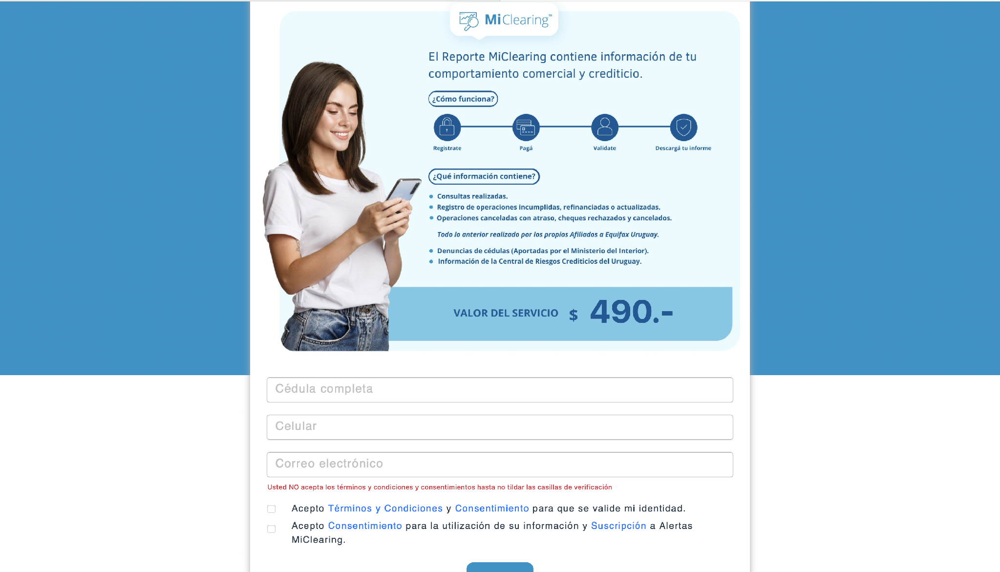 MiClearing™
El Reporte MiClearing contiene información de tu
comportamiento comercial y crediticio.
¿Cómo funciona?
Registrate
Pagá
Validate
Descargá tu informe
¿Qué información contiene?
Consultas realizadas.
Registro de operaciones incumplidas, refinanciadas o actualizadas.
Operaciones canceladas con atraso, cheques rechazados y cancelados.
Todo lo anterior realizado por los propios Afiliados a Equifax Uruguay.
Denuncias de cédulas (Aportadas por el Ministerio del Interior).
Información de la Central de Riesgos Crediticios del Uruguay.
VALOR DEL SERVICIO $ 490.-
Cédula completa
Celular
Correo electrónico
Usted NO acepta los términos y condiciones y consentimientos hasta no tildar las casillas de verificación
Acepto Términos y Condiciones y Consentimiento para que se valide mi identidad.
Acepto Consentimiento para la utilización de su información y Suscripción a Alertas
MiClearing.